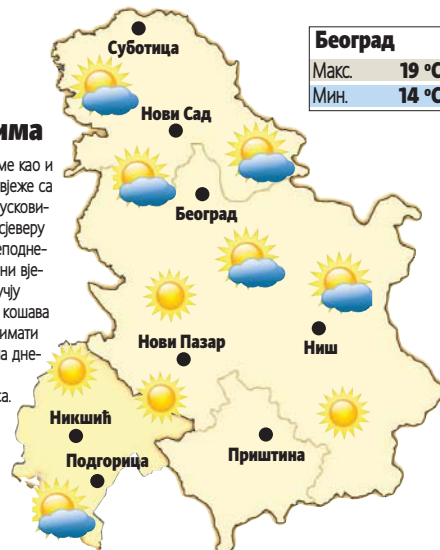 Суботица
Београд
Макс. 19 °C
Мин. 14 °C
Нови Сад
има
ме као и
вјеже са
ускови-
сјеверу
еподне-
ни вје-
учју
кошава
имати
а дне-
са.
Београд
Нови Пазар
Ниш
Никшић
Подгорица
Приштина